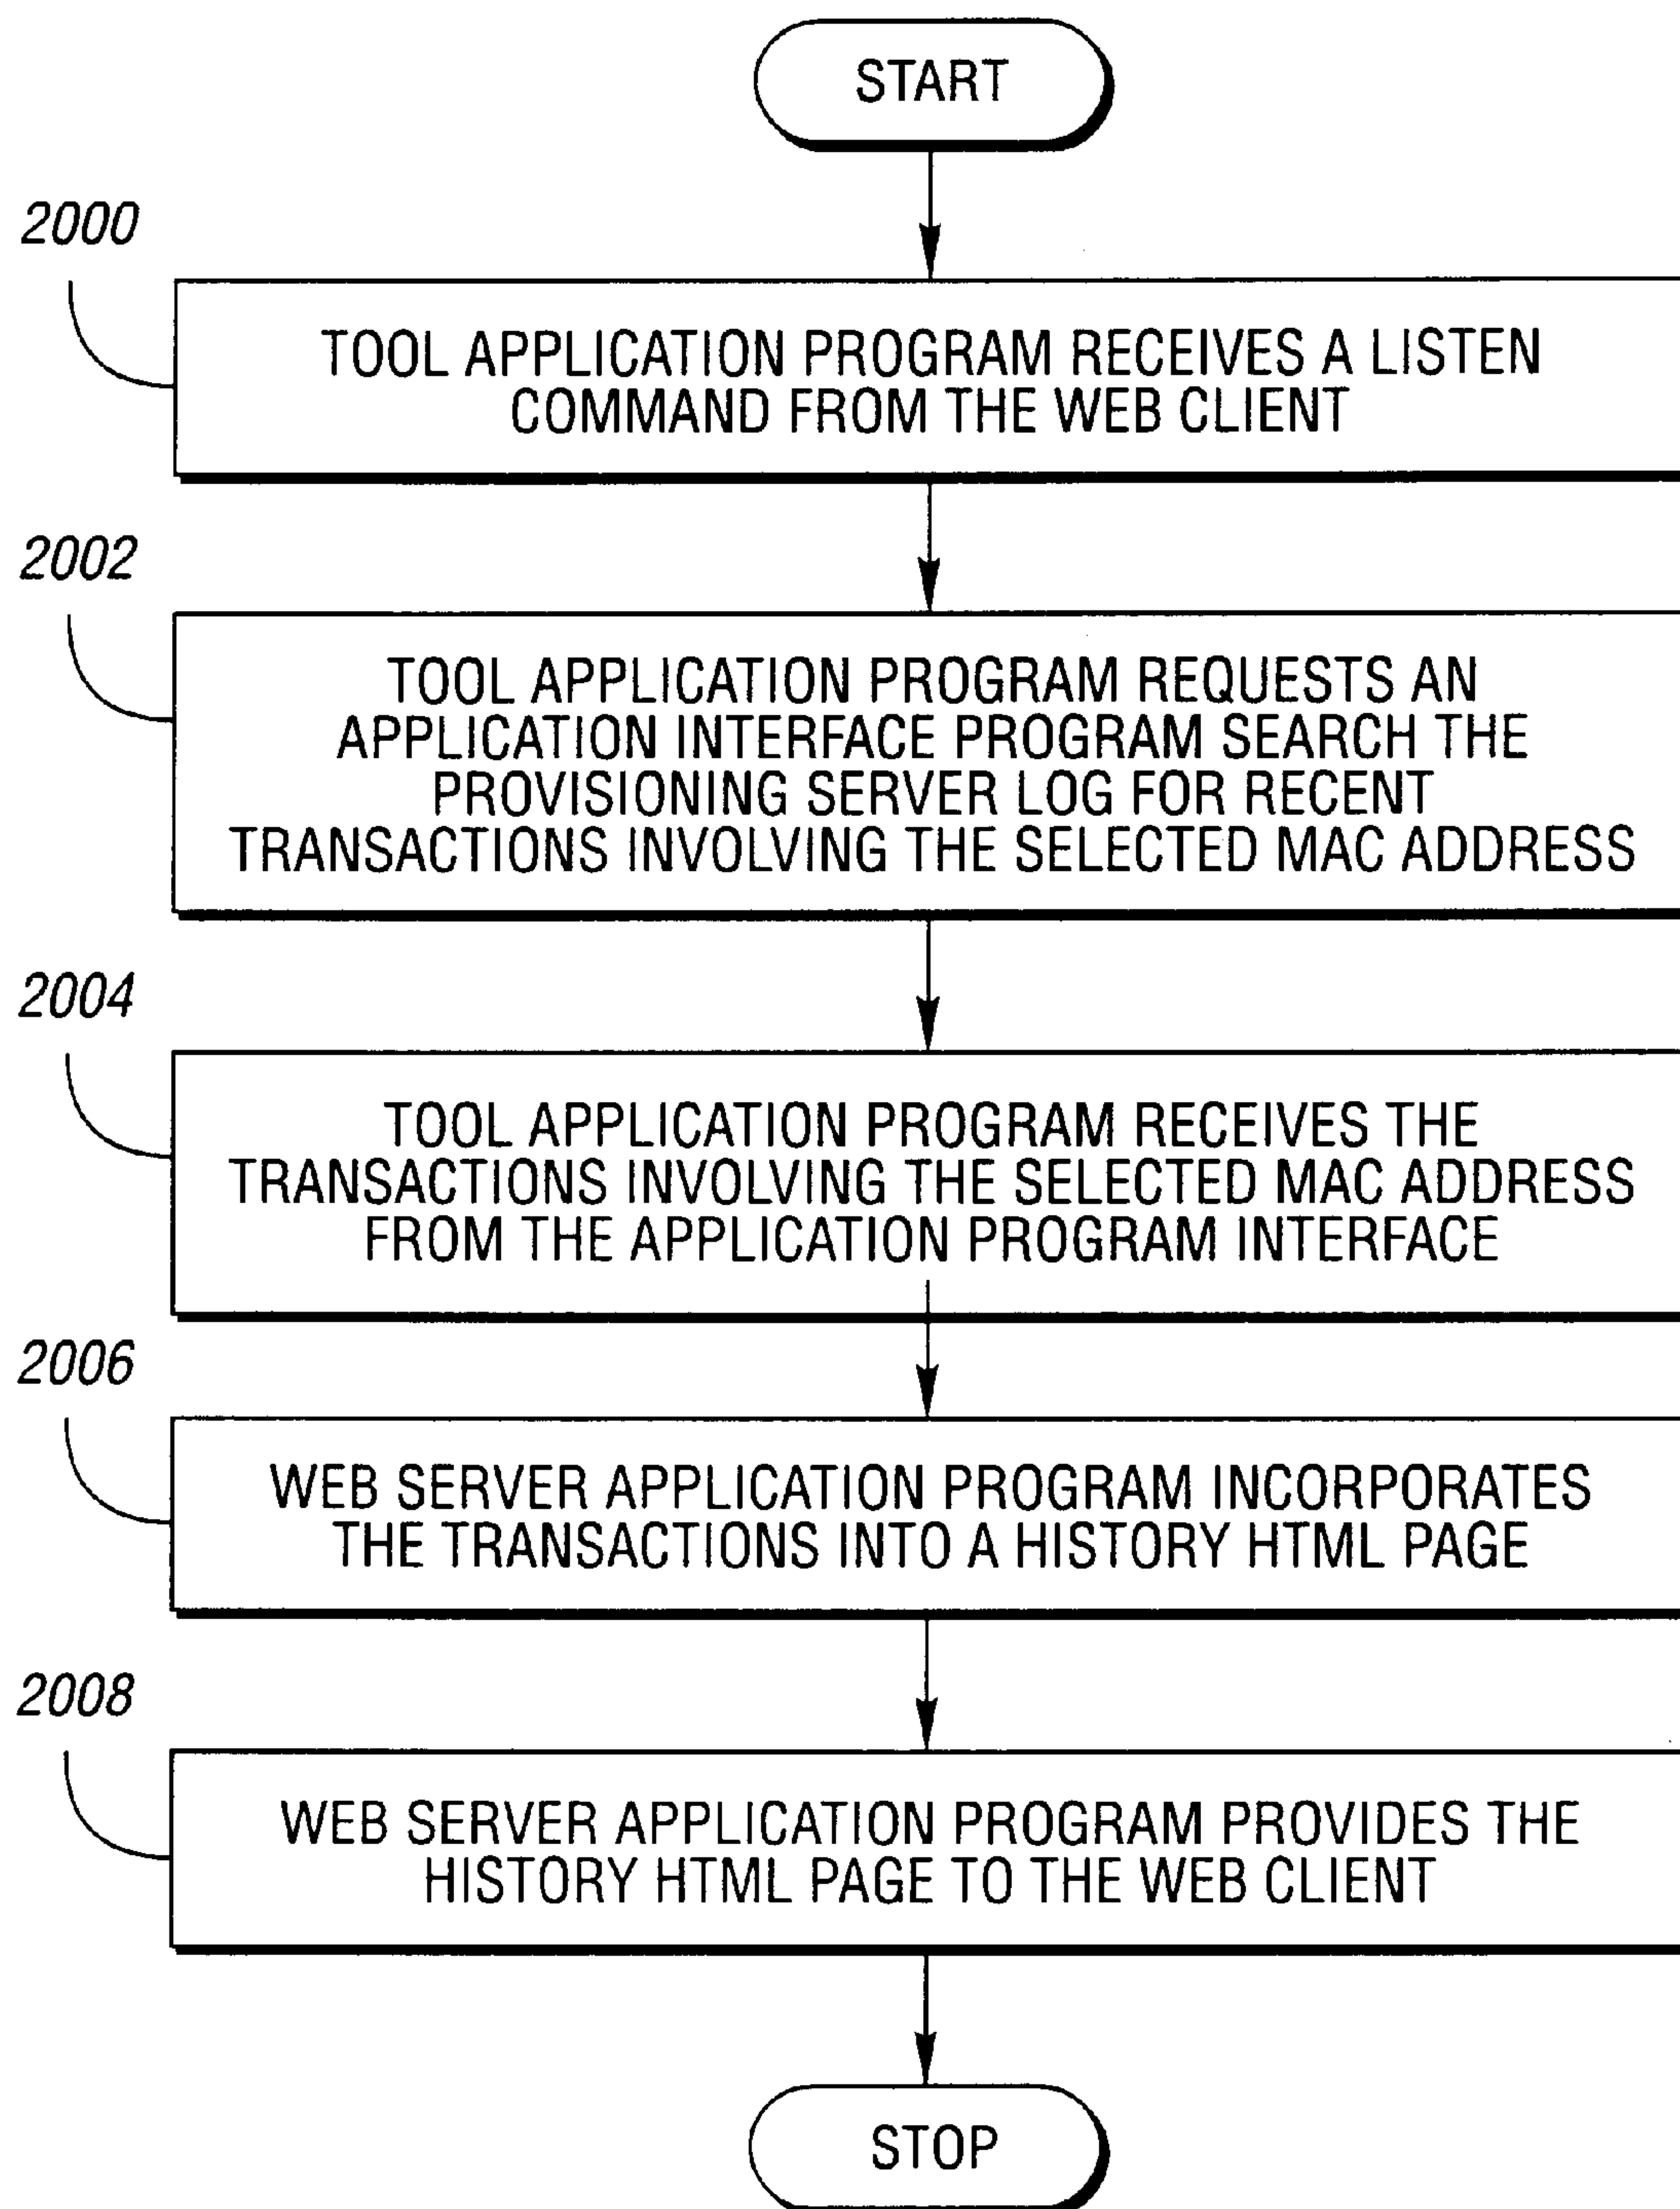 START
2000
TOOL APPLICATION PROGRAM RECEIVES A LISTEN
COMMAND FROM THE WEB CLIENT
2002
TOOL APPLICATION PROGRAM REQUESTS AN
APPLICATION INTERFACE PROGRAM SEARCH THE
PROVISIONING SERVER LOG FOR RECENT
TRANSACTIONS INVOLVING THE SELECTED MAC ADDRESS
2004
TOOL APPLICATION PROGRAM RECEIVES THE
TRANSACTIONS INVOLVING THE SELECTED MAC ADDRESS
FROM THE APPLICATION PROGRAM INTERFACE
2006
WEB SERVER APPLICATION PROGRAM INCORPORATES
THE TRANSACTIONS INTO A HISTORY HTML PAGE
2008
WEB SERVER APPLICATION PROGRAM PROVIDES THE
HISTORY HTML PAGE TO THE WEB CLIENT
STOP